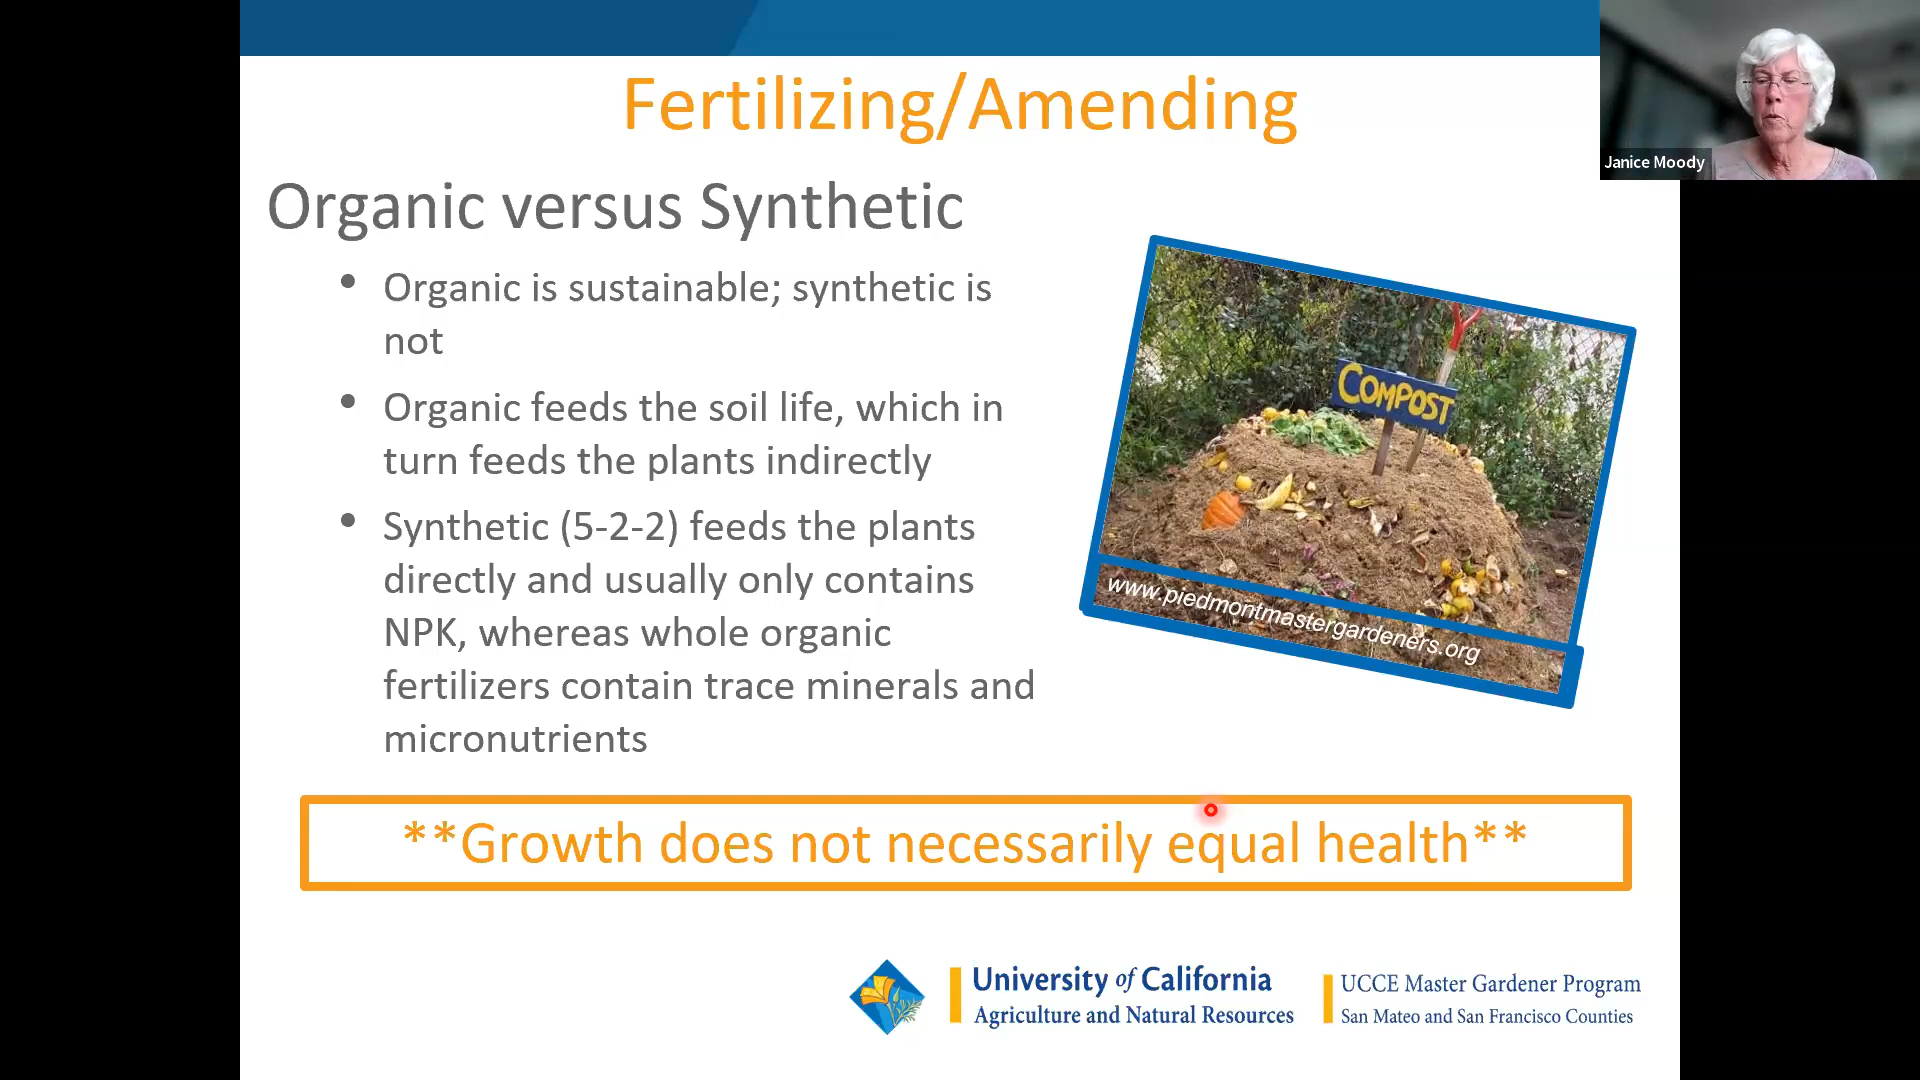 Fertilizing/Amending
Janice Moody
Organic versus Synthetic
• Organic is sustainable; synthetic is
not
• Organic feeds the soil life, which in
turn feeds the plants indirectly
• Synthetic (5-2-2) feeds the plants
directly and usually only contains
NPK, whereas whole organic
fertilizers contain trace minerals and
micronutrients
COMPOST
www.piedmontmastergardeners.org
**Growth does not necessarily equal health**
University of California
Agriculture and Natural Resources
UCCE Master Gardener Program
San Mateo and San Francisco Counties